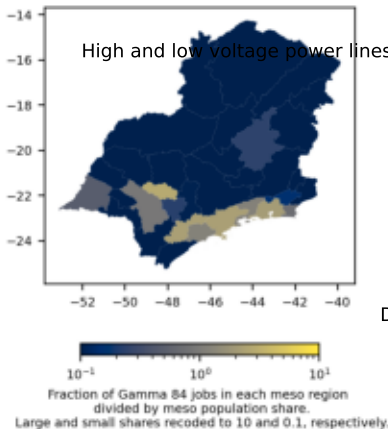 High and low voltage power lines
−14
−16
−18
−20
−22
−24
−52 −50 −48 −46 −44 −42 −40
10⁻¹ 10⁰ 10¹
Fraction of Gamma 84 jobs in each meso region
divided by meso population share.
Large and small shares recoded to 10 and 0.1, respectively.